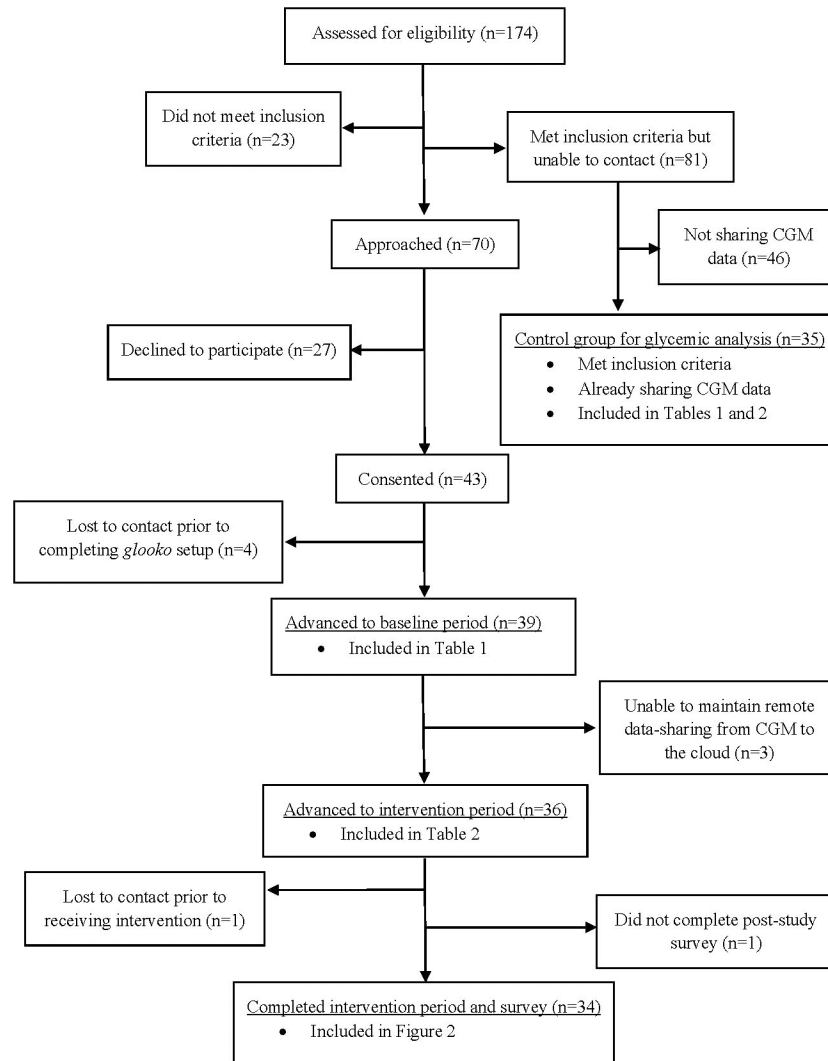 Assessed for eligibility (n=174)
Did not meet inclusion
criteria (n=23)
Met inclusion criteria but
unable to contact (n=81)
Approached (n=70)
Not sharing CGM
data (n=46)
Declined to participate (n=27)
Control group for glycemic analysis (n=35)
• Met inclusion criteria
• Already sharing CGM data
• Included in Tables 1 and 2
Consented (n=43)
Lost to contact prior to
completing glooko setup (n=4)
Advanced to baseline period (n=39)
• Included in Table 1
Unable to maintain remote
data-sharing from CGM to
the cloud (n=3)
Advanced to intervention period (n=36)
• Included in Table 2
Lost to contact prior to
receiving intervention (n=1)
Did not complete post-study
survey (n=1)
Completed intervention period and survey (n=34)
• Included in Figure 2